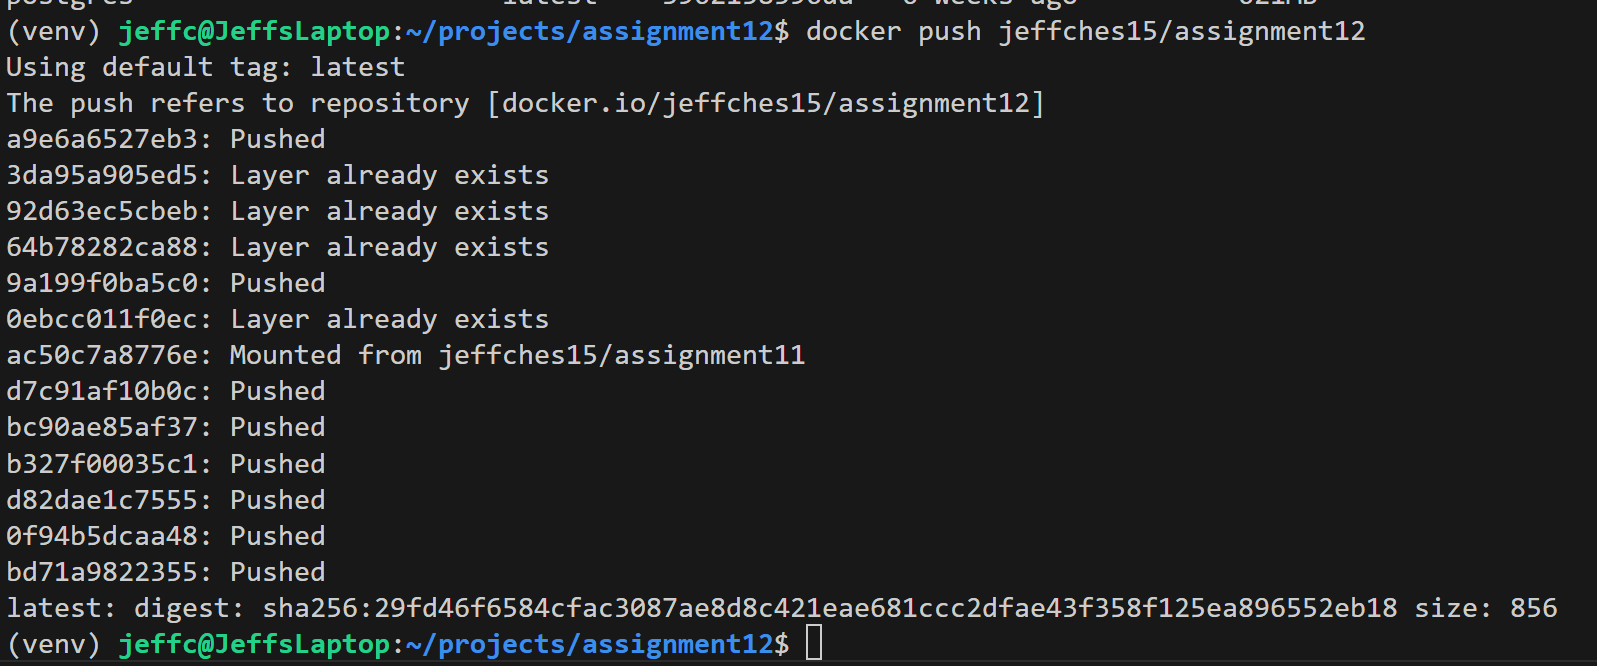 (venv) jeffc@JeffsLaptop:~/projects/assignment12$ docker push jeffches15/assignment12
Using default tag: latest
The push refers to repository [docker.io/jeffches15/assignment12]
a9e6a6527eb3: Pushed
3da95a905ed5: Layer already exists
92d63ec5cbeb: Layer already exists
64b78282ca88: Layer already exists
9a199f0ba5c0: Pushed
0ebcc011f0ec: Layer already exists
ac50c7a8776e: Mounted from jeffches15/assignment11
d7c91af10b0c: Pushed
bc90ae85af37: Pushed
b327f00035c1: Pushed
d82dae1c7555: Pushed
0f94b5dcaa48: Pushed
bd71a9822355: Pushed
latest: digest: sha256:29fd46f6584cfac3087ae8d8c421eae681ccc2dfae43f358f125ea896552eb18 size: 856
(venv) jeffc@JeffsLaptop:~/projects/assignment12$